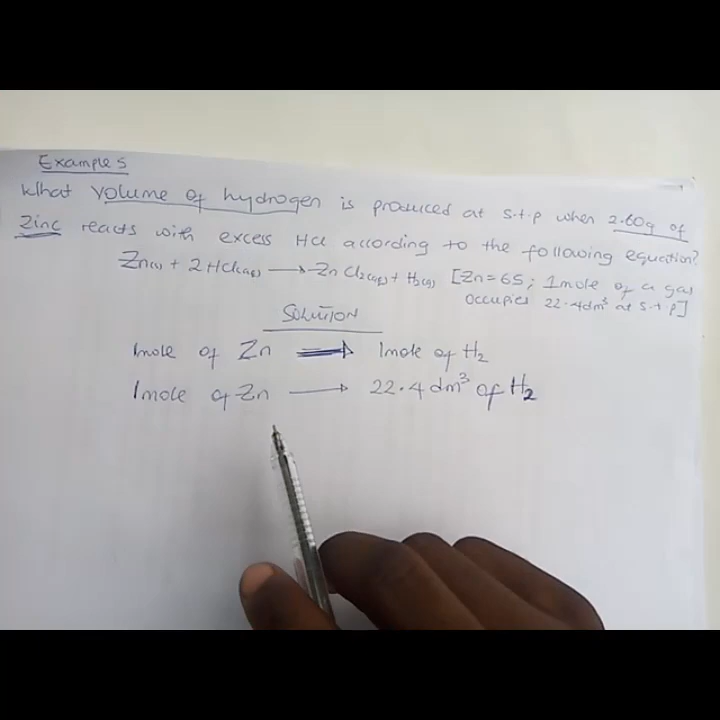 Example 5
What volume of hydrogen is produced at s.t.p when 2.60g of
Zinc reacts with excess HCl according to the following equation?
Zn(s) + 2HCl(aq) → ZnCl2(aq) + H2(g) [Zn=65; 1mole of a gas
occupies 22.4dm³ at s.t.p]
SOLUTION
1mole of Zn ⟹ 1mole of H2
1mole of Zn → 22.4dm³ of H2